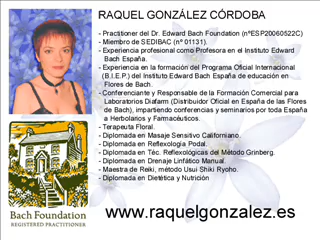 RAQUEL GONZÁLEZ CÓRDOBA
- Practitioner del Dr. Edward Bach Foundation (nºESP20060522C)
- Miembro de SEDIBAC (nº 01131).
- Experiencia profesional como Profesora en el Instituto Edward
Bach España.
- Experiencia en la formación del Programa Oficial Internacional
(B.I.E.P.) del Instituto Edward Bach España de educación en
Flores de Bach.
- Conferenciante y Responsable de la Formación Comercial para
Laboratorios Diafarm (Distribuidor Oficial en España de las Flores
de Bach), impartiendo conferencias y seminarios por toda España
a Herbolarios y Farmacéuticos.
- Terapeuta Floral.
- Diplomada en Masaje Sensitivo Californiano.
- Diplomada en Reflexología Podal.
- Diplomada en Téc. Reflexológicas del Método Grinberg.
- Diplomada en Drenaje Linfático Manual.
- Maestra de Reiki, método Usui Shiki Ryoho.
- Diplomada en Dietética y Nutrición
Bach Foundation
REGISTERED PRACTITIONER
www.raquelgonzalez.es